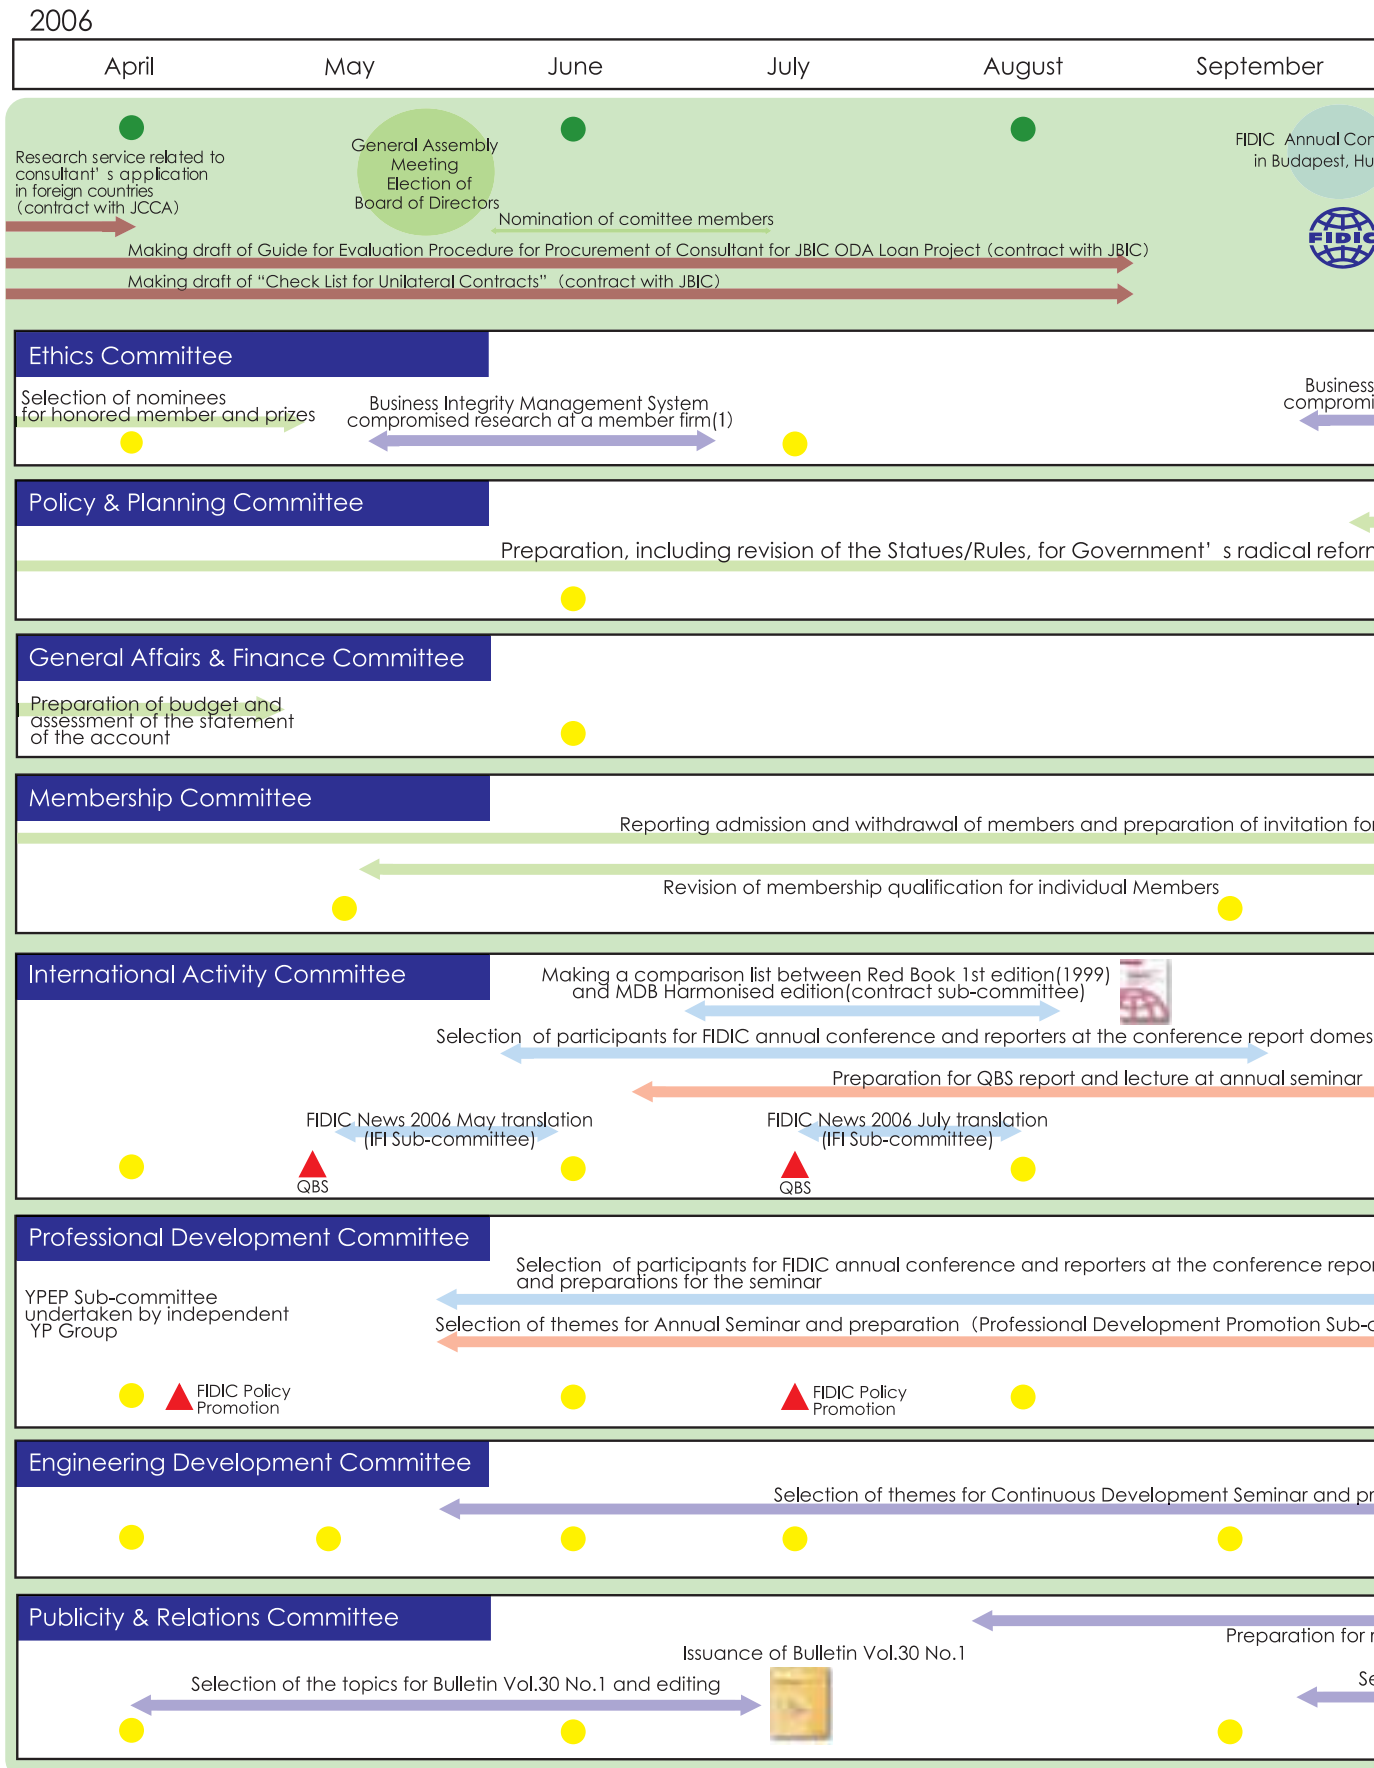 2006
April
May
June
July
August
September
Research service related to
consultant’ s application
in foreign countries
(contract with JCCA)
General Assembly
Meeting
Election of
Board of Directors
FIDIC Annual Con
in Budapest, Hu
Nomination of comittee members
FIDIC
Making draft of Guide for Evaluation Procedure for Procurement of Consultant for JBIC ODA Loan Project (contract with JBIC)
Making draft of “Check List for Unilateral Contracts” (contract with JBIC)
Ethics Committee
Selection of nominees
for honored member and prizes
Business Integrity Management System
compromised research at a member firm(1)
Business
compromi
Policy & Planning Committee
Preparation, including revision of the Statues/Rules, for Government’ s radical reform
General Affairs & Finance Committee
Preparation of budget and
assessment of the statement
of the account
Membership Committee
Reporting admission and withdrawal of members and preparation of invitation for
Revision of membership qualification for individual Members
International Activity Committee
Making a comparison list between Red Book 1st edition(1999)
and MDB Harmonised edition(contract sub-committee)
Selection of participants for FIDIC annual conference and reporters at the conference report domes
Preparation for QBS report and lecture at annual seminar
FIDIC News 2006 May translation
(IFI Sub-committee)
FIDIC News 2006 July translation
(IFI Sub-committee)
QBS
QBS
Professional Development Committee
Selection of participants for FIDIC annual conference and reporters at the conference repor
and preparations for the seminar
YPEP Sub-committee
undertaken by independent
YP Group
Selection of themes for Annual Seminar and preparation (Professional Development Promotion Sub-c
FIDIC Policy
Promotion
FIDIC Policy
Promotion
Engineering Development Committee
Selection of themes for Continuous Development Seminar and pr
Publicity & Relations Committee
Preparation for
Issuance of Bulletin Vol.30 No.1
Selection of the topics for Bulletin Vol.30 No.1 and editing
Se